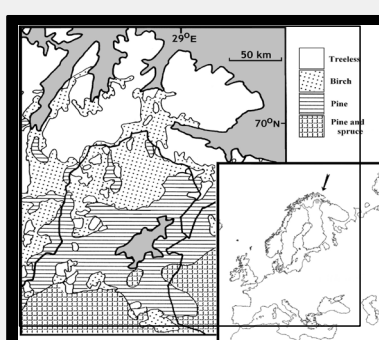 29°E
50 km
70°N
Treeless
Birch
Pine
Pine and
spruce